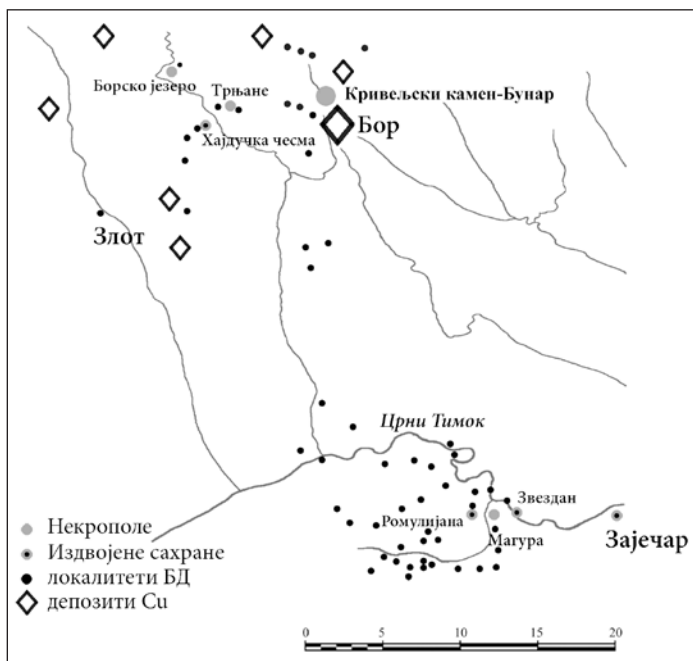 Борско језеро
Трњане
Кривељски камен-Бунар
Бор
Хајдучка чесма
Злот
Црни Тимок
Звездан
Ромулијана
Магура
Зајечар
Некрополе
Издвојене сахране
локалитети БД
депозити Cu
0 5 10 15 20